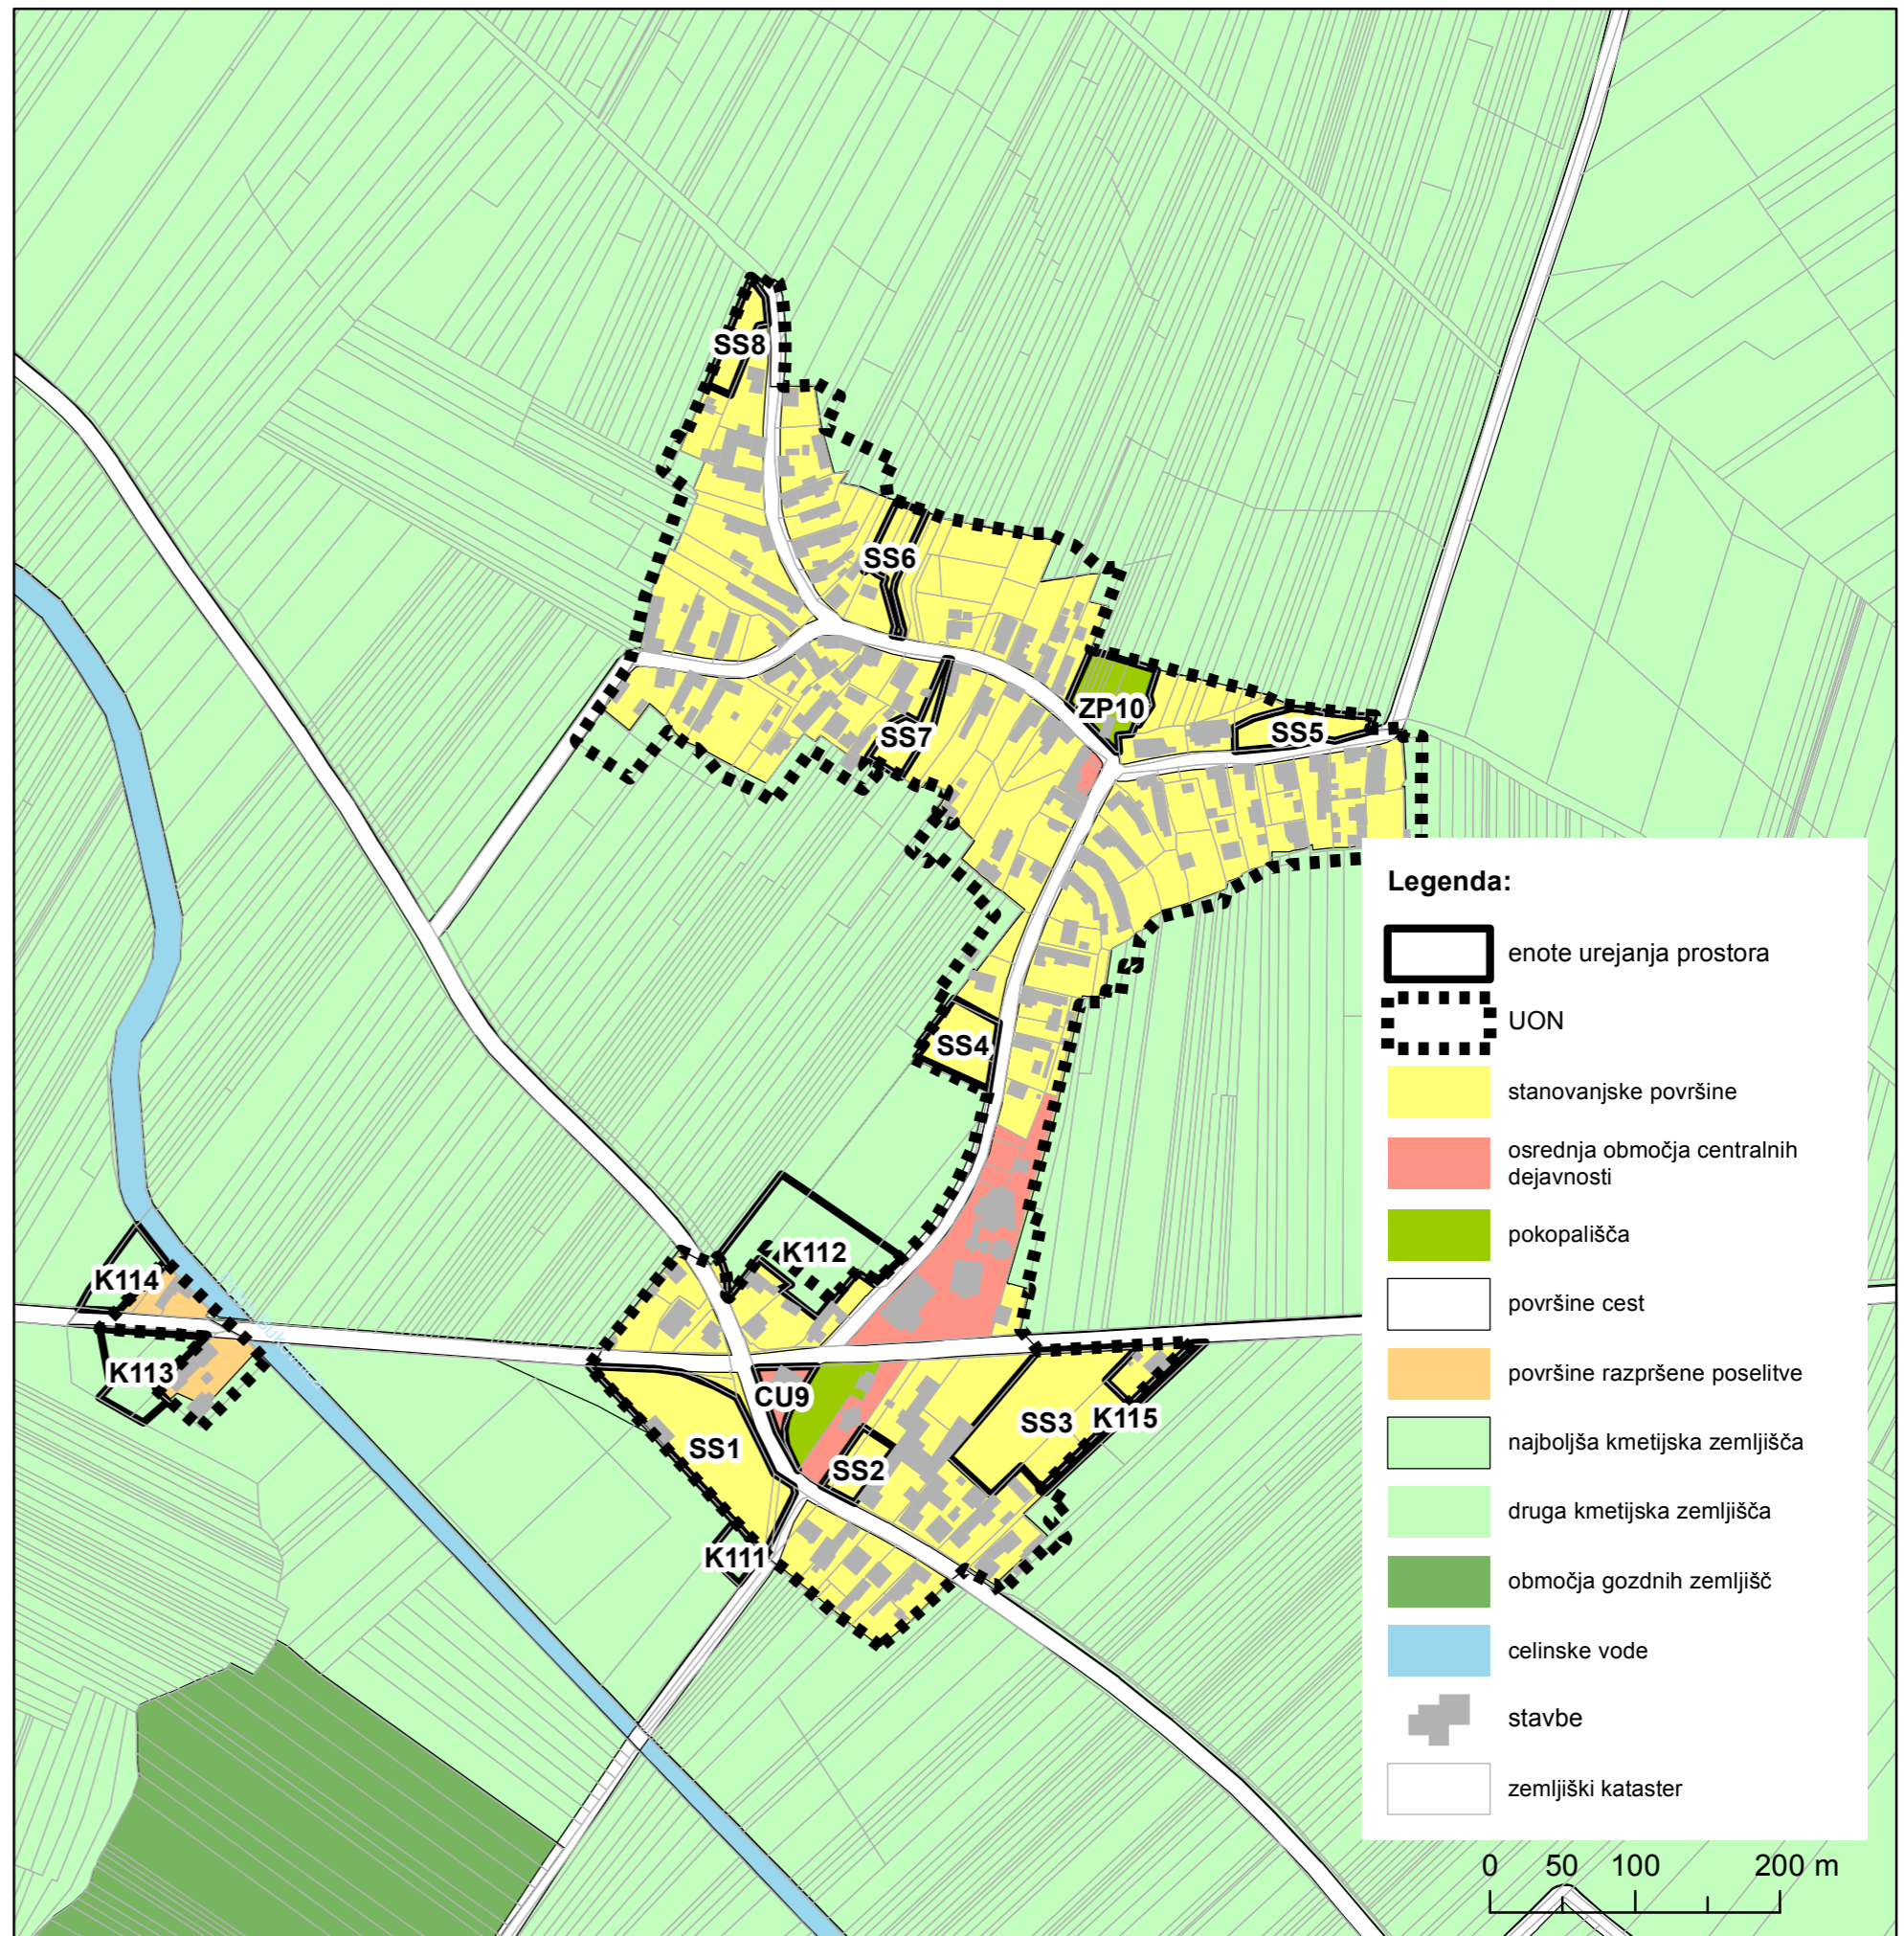 SS8
SS6
ZP10
SS7
SS5
SS4
K112
K114
K113
CU9
SS3
K115
SS1
SS2
K111
Legenda:
enote urejanja prostora
UON
stanovanjske površine
osrednja območja centralnih
dejavnosti
pokopališča
površine cest
površine razpršene poselitve
najboljša kmetijska zemljišča
druga kmetijska zemljišča
območja gozdnih zemljišč
celinske vode
stavbe
zemljiški kataster
0 50 100 200 m